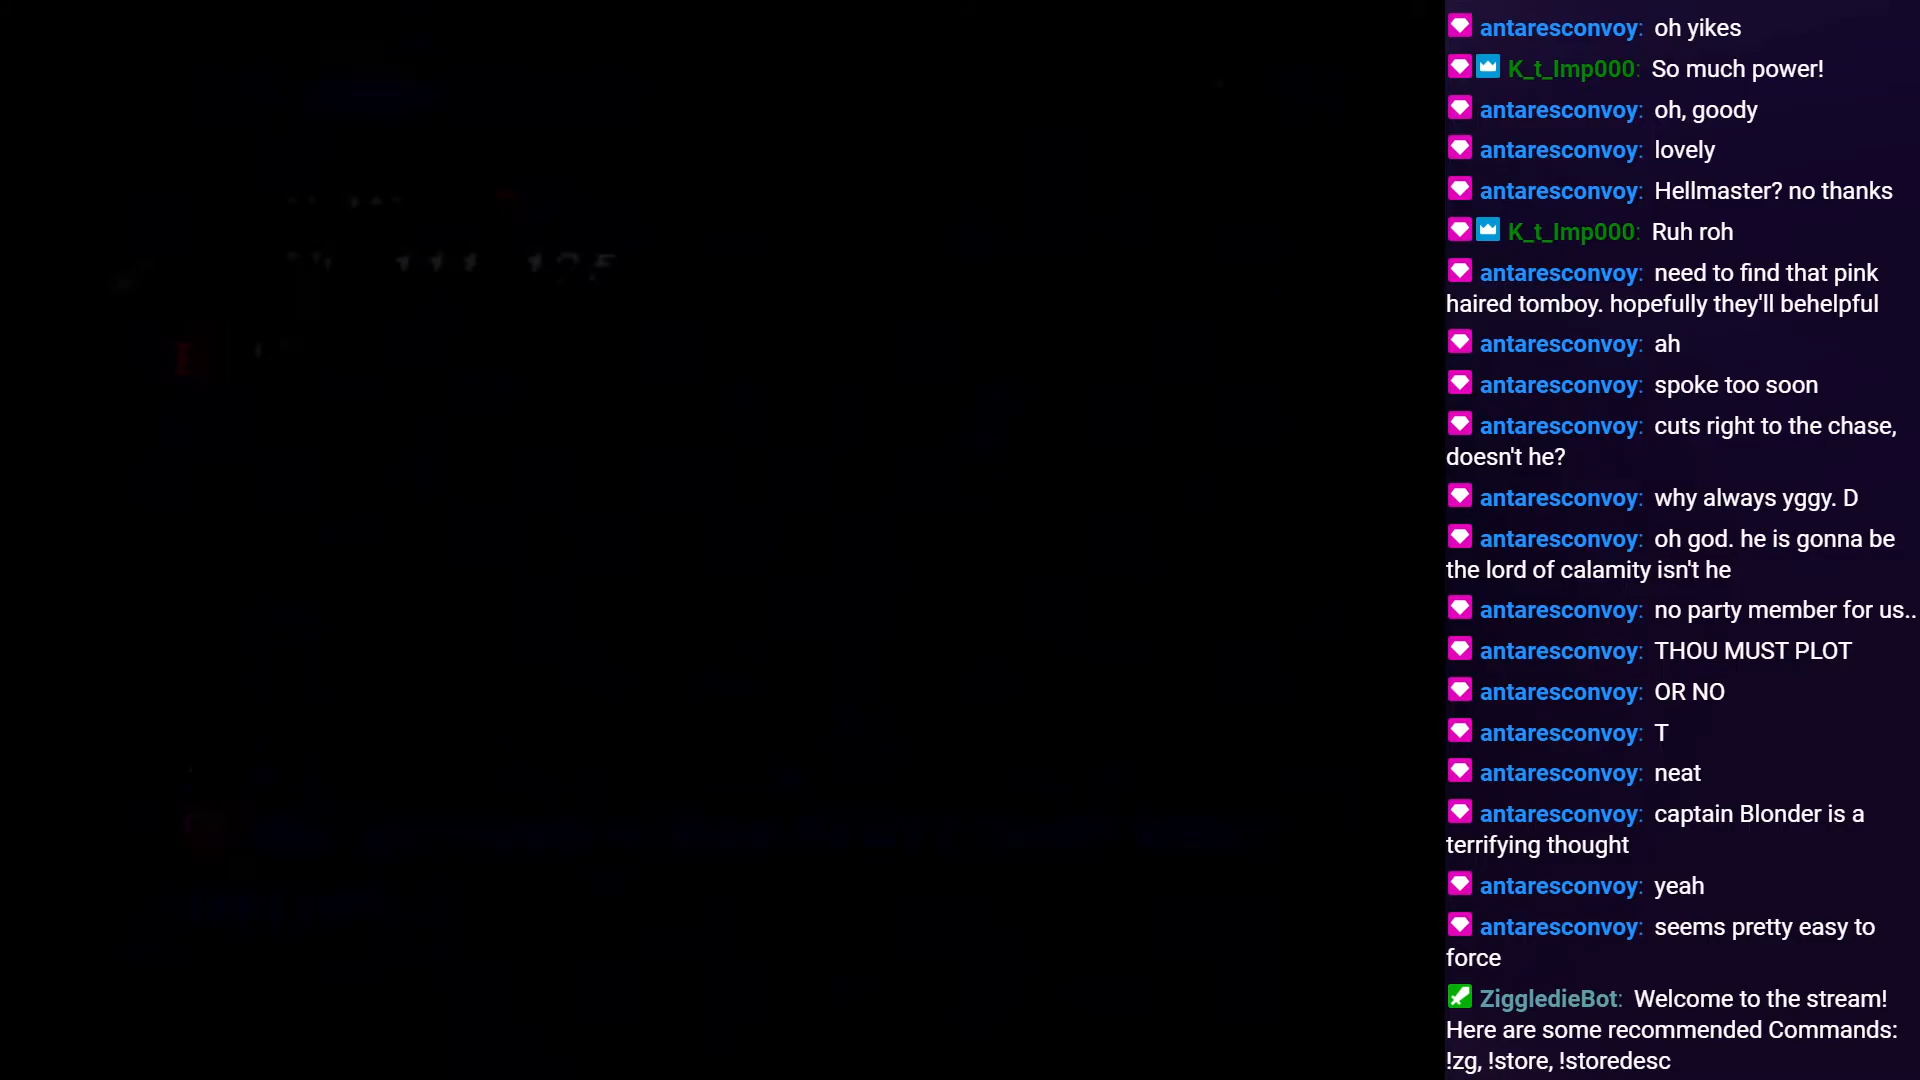 antaresconvoy: oh yikes
K_t_Imp000: So much power!
antaresconvoy: oh, goody
antaresconvoy: lovely
antaresconvoy: Hellmaster? no thanks
K_t_Imp000: Ruh roh
antaresconvoy: need to find that pink
haired tomboy. hopefully they'll behelpful
antaresconvoy: ah
antaresconvoy: spoke too soon
antaresconvoy: cuts right to the chase,
doesn't he?
antaresconvoy: why always yggy. D
antaresconvoy: oh god. he is gonna be
the lord of calamity isn't he
antaresconvoy: no party member for us..
antaresconvoy: THOU MUST PLOT
antaresconvoy: OR NO
antaresconvoy: T
antaresconvoy: neat
antaresconvoy: captain Blonder is a
terrifying thought
antaresconvoy: yeah
antaresconvoy: seems pretty easy to
force
ZiggledieBot: Welcome to the stream!
Here are some recommended Commands:
!zg, !store, !storedesc